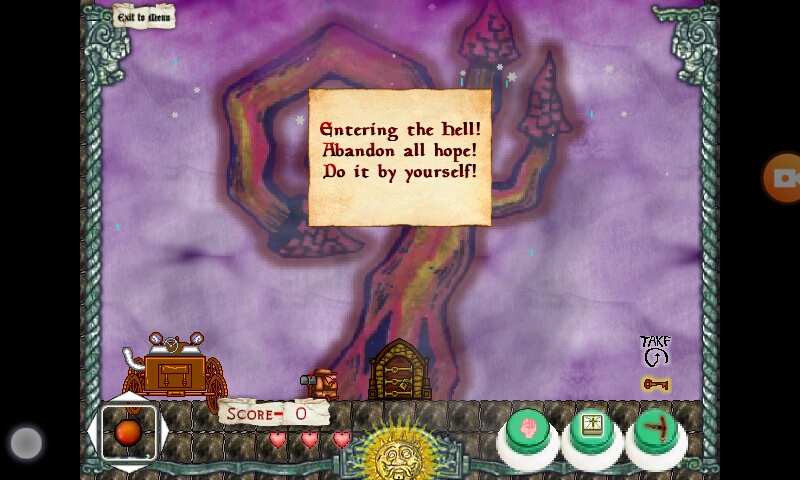 Exit to Menu
Entering the hell!
Abandon all hope!
Do it by yourself!
TAKE
Score- 0